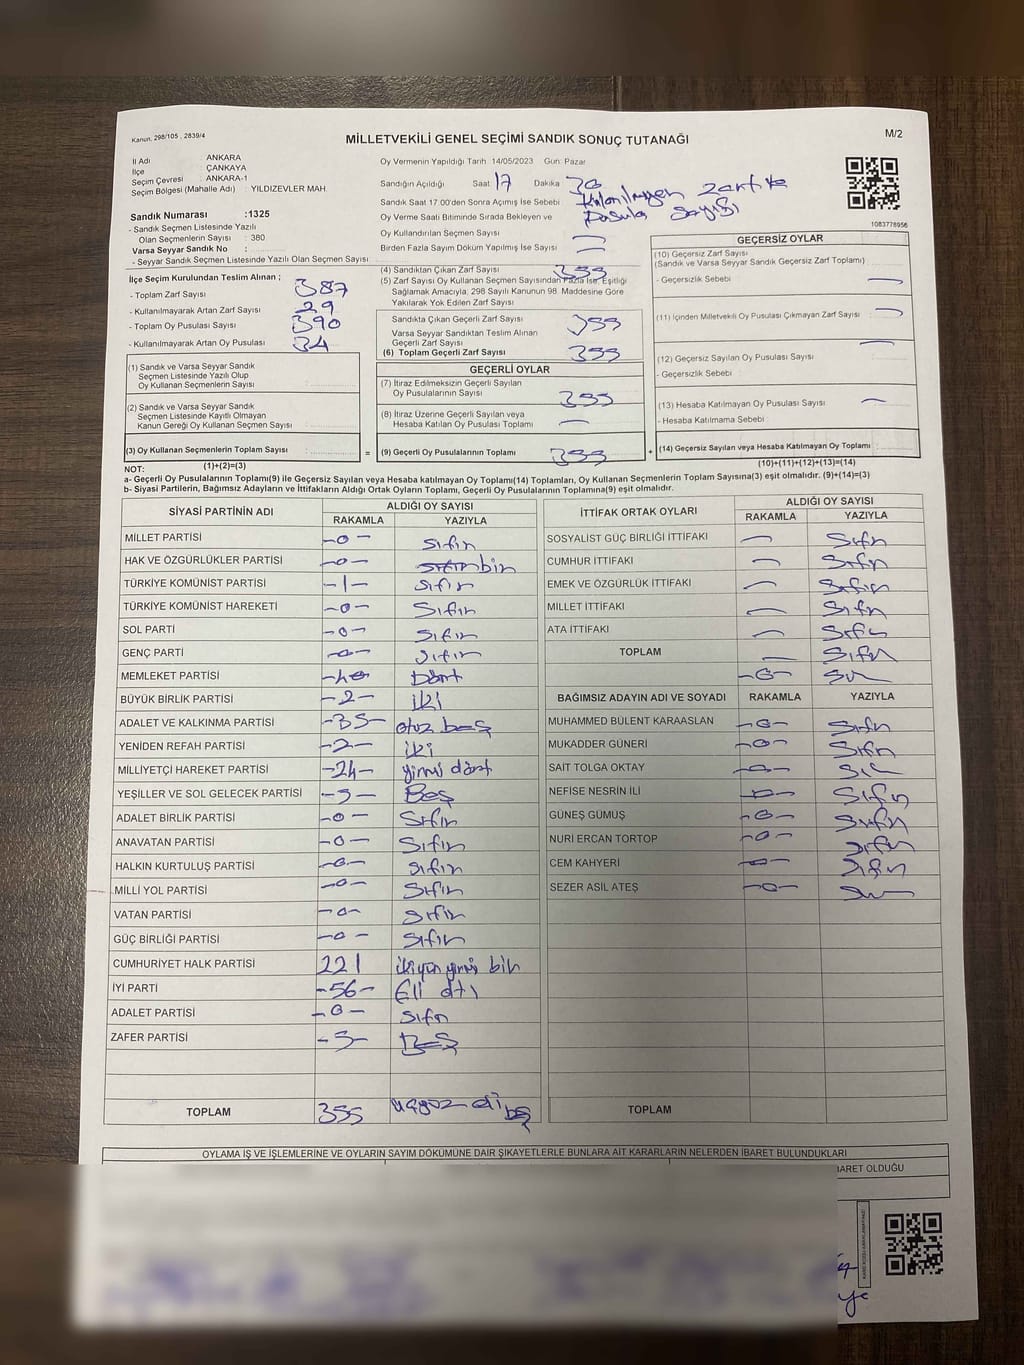 Kanun. 298/105 , 2839/4
MİLLETVEKİLİ GENEL SEÇİMİ SANDIK SONUÇ TUTANAĞI
M/2
İl Adı ANKARA
İlçe ÇANKAYA
Seçim Çevresi ANKARA-1
Seçim Bölgesi (Mahalle Adı) : YILDIZEVLER MAH.
Sandık Numarası :1325
- Sandık Seçmen Listesinde Yazılı
Olan Seçmenlerin Sayısı : 380
Varsa Seyyar Sandık No :
- Seyyar Sandık Seçmen Listesinde Yazılı Olan Seçmen Sayısı :
Oy Vermenin Yapıldığı Tarih 14/05/2023 Gün: Pazar
Sandığın Açıldığı Saat 17 Dakika 30
Sandık Saat 17 00'den Sonra Açımış İse Sebebi
Oy Verme Saati Bitiminde Sırada Bekleyen ve
Oy Kullandırılan Seçmen Sayısı
Birden Fazla Sayım Döküm Yapılmış İse Sayısı
zarf ve
Pusula Sayısı
1083778956
İlçe Seçim Kurulundan Teslim Alınan ;
- Toplam Zarf Sayısı 387
- Kullanılmayarak Artan Zarf Sayısı 29
- Toplam Oy Pusulası Sayısı 390
- Kullanılmayarak Artan Oy Pusulası 34
(1) Sandık ve Varsa Seyyar Sandık
Seçmen Listesinde Yazılı Olup
Oy Kullanan Seçmenlerin Sayısı :
(2) Sandık ve Varsa Seyyar Sandık
Seçmen Listesinde Kayıtlı Olmayan
Kanun Gereği Oy Kullanan Seçmen Sayısı :
(3) Oy Kullanan Seçmenlerin Toplam Sayısı :
(1)+(2)=(3)
(4) Sandıktan Çıkan Zarf Sayısı 355
(5) Zarf Sayısı Oy Kullanan Seçmen Sayısından Fazla İse, Eşitliği
Sağlamak Amacıyla, 298 Sayılı Kanunun 98. Maddesine Göre
Yakılarak Yok Edilen Zarf Sayısı
Sandıkta Çıkan Geçerli Zarf Sayısı 355
Varsa Seyyar Sandıktan Teslim Alınan
Geçerli Zarf Sayısı
(6) Toplam Geçerli Zarf Sayısı 355
GEÇERLİ OYLAR
(7) İtiraz Edilmeksizin Geçerli Sayılan
Oy Pusulalarının Sayısı 355
(8) İtiraz Üzerine Geçerli Sayılan veya
Hesaba Katılan Oy Pusulası Toplamı —
= (9) Geçerli Oy Pusulalarının Toplamı 355
GEÇERSİZ OYLAR
(10) Geçersiz Zarf Sayısı
(Sandık ve Varsa Seyyar Sandık Geçersiz Zarf Toplamı) :
- Geçersizlik Sebebi : —
(11) İçinden Milletvekili Oy Pusulası Çıkmayan Zarf Sayısı : —
(12) Geçersiz Sayılan Oy Pusulası Sayısı : —
- Geçersizlik Sebebi :
(13) Hesaba Katılmayan Oy Pusulası Sayısı : —
- Hesaba Katılmama Sebebi :
+ (14) Geçersiz Sayılan veya Hesaba Katılmayan Oy Toplamı :
(10)+(11)+(12)+(13)=(14)
NOT:
a- Geçerli Oy Pusulalarının Toplamı(9) ile Geçersiz Sayılan veya Hesaba katılmayan Oy Toplamı(14) Toplamları, Oy Kullanan Seçmenlerin Toplam Sayısına(3) eşit olmalıdır. (9)+(14)=(3)
b- Siyasi Partilerin, Bağımsız Adayların ve İttifakların Aldığı Ortak Oyların Toplamı, Geçerli Oy Pusulalarının Toplamına(9) eşit olmalıdır.
SİYASİ PARTİNİN ADI ALDIĞI OY SAYISI
RAKAMLA YAZIYLA
MİLLET PARTİSİ -0- Sıfır
HAK VE ÖZGÜRLÜKLER PARTİSİ -0- bir
TÜRKİYE KOMÜNİST PARTİSİ -1- Sıfır
TÜRKİYE KOMÜNİST HAREKETİ -0- Sıfır
SOL PARTİ -0- Sıfır
GENÇ PARTİ -0- Sıfır
MEMLEKET PARTİSİ Dört
BÜYÜK BİRLİK PARTİSİ -2- iki
ADALET VE KALKINMA PARTİSİ -35- otuz beş
YENİDEN REFAH PARTİSİ -2- iki
MİLLİYETÇİ HAREKET PARTİSİ -24- yirmi dört
YEŞİLLER VE SOL GELECEK PARTİSİ -5- Beş
ADALET BİRLİK PARTİSİ -0- Sıfır
ANAVATAN PARTİSİ -0- Sıfır
HALKIN KURTULUŞ PARTİSİ -0- Sıfır
MİLLİ YOL PARTİSİ -0- Sıfır
VATAN PARTİSİ -0- Sıfır
GÜÇ BİRLİĞİ PARTİSİ -0- Sıfır
CUMHURİYET HALK PARTİSİ 221 ikiyüz yirmi bir
İYİ PARTİ -56- Elli altı
ADALET PARTİSİ -0- Sıfır
ZAFER PARTİSİ -5- Beş
TOPLAM 355 üçyüz elli beş
İTTİFAK ORTAK OYLARI ALDIĞI OY SAYISI
RAKAMLA YAZIYLA
SOSYALİST GÜÇ BİRLİĞİ İTTİFAKI — Sıfır
CUMHUR İTTİFAKI — Sıfır
EMEK VE ÖZGÜRLÜK İTTİFAKI — Sıfır
MİLLET İTTİFAKI — Sıfır
ATA İTTİFAKI — Sıfır
TOPLAM — Sıfır
-0-
BAĞIMSIZ ADAYIN ADI VE SOYADI RAKAMLA YAZIYLA
MUHAMMED BÜLENT KARAASLAN -0- Sıfır
MUKADDER GÜNERİ -0- Sıfır
SAİT TOLGA OKTAY -0-
NEFİSE NESRİN İLİ -0- Sıfır
GÜNEŞ GÜMÜŞ -0- Sıfır
NURİ ERCAN TORTOP -0- Sıfır
CEM KAHYERİ -0- Sıfır
SEZER ASİL ATEŞ -0-
TOPLAM
OYLAMA İŞ VE İŞLEMLERİNE VE OYLARIN SAYIM DÖKÜMÜNE DAİR ŞİKAYETLERLE BUNLARA AİT KARARLARIN NELERDEN İBARET BULUNDUKLARI
BARET OLDUĞU